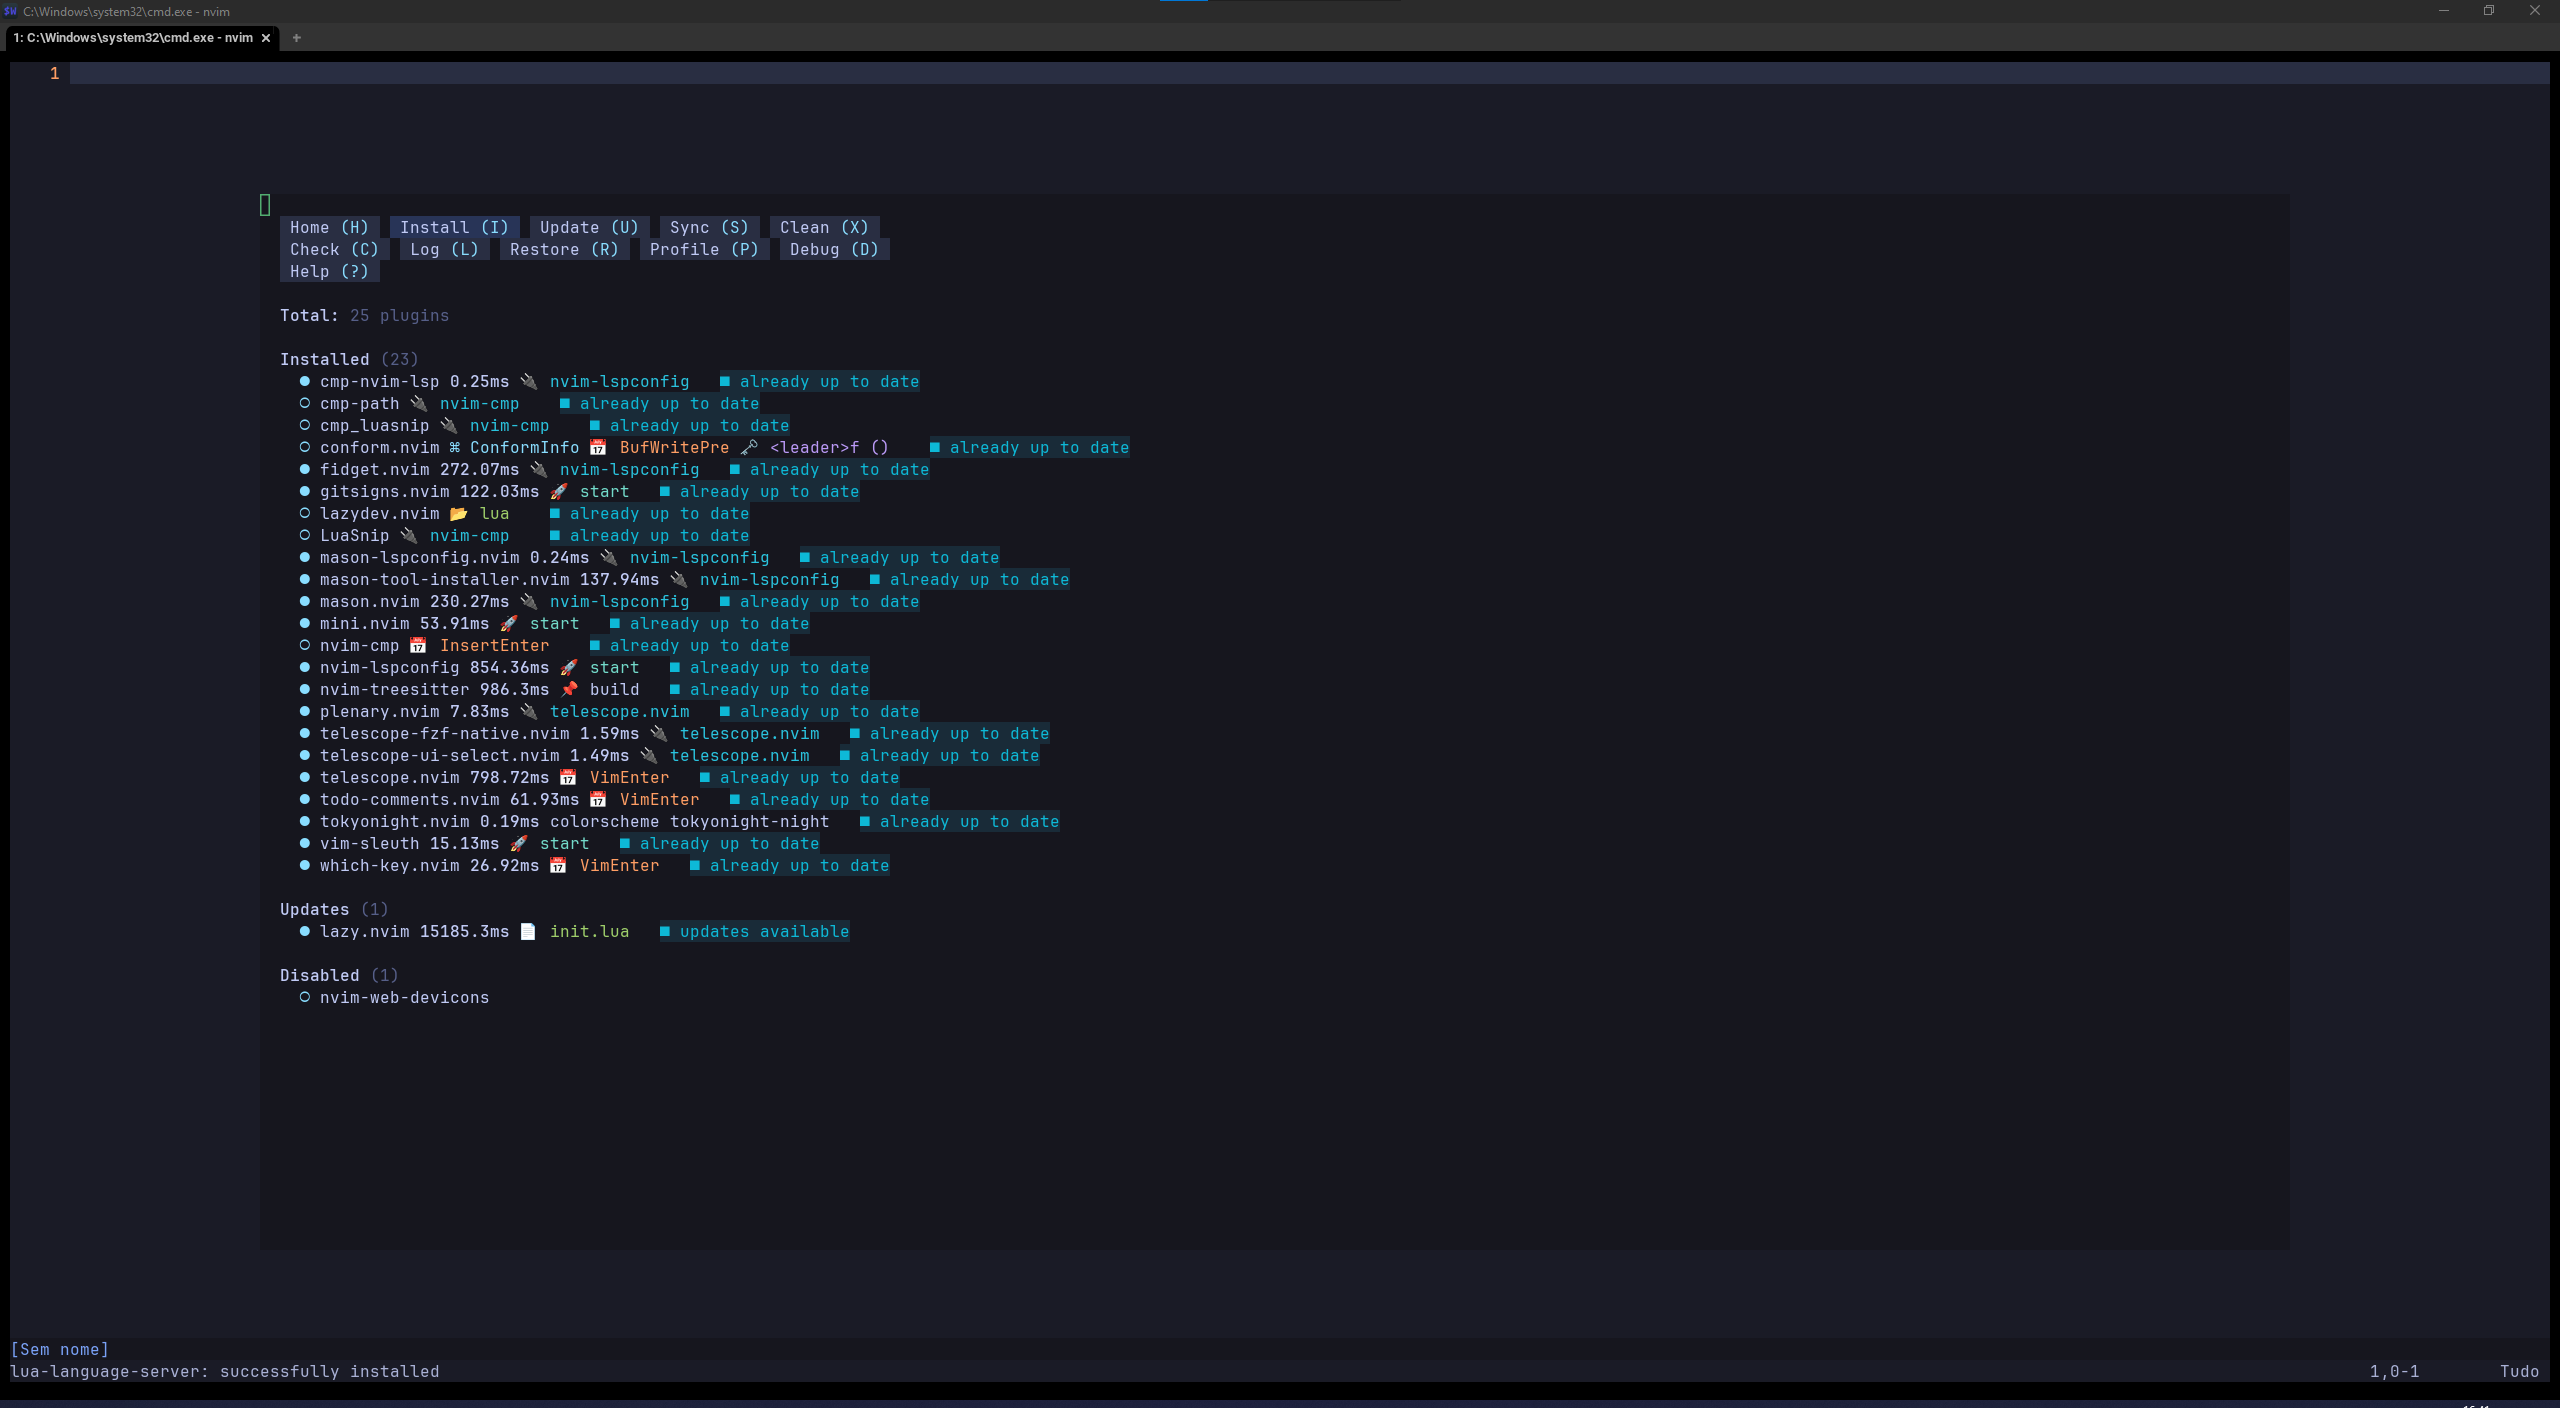 C:\Windows\system32\cmd.exe - nvim
1: C:\Windows\system32\cmd.exe - nvim
1
Home (H) Install (I) Update (U) Sync (S) Clean (X)
Check (C) Log (L) Restore (R) Profile (P) Debug (D)
Help (?)
Total: 25 plugins
Installed (23)
cmp-nvim-lsp 0.25ms nvim-lspconfig already up to date
cmp-path nvim-cmp already up to date
cmp_luasnip nvim-cmp already up to date
conform.nvim ⌘ ConformInfo BufWritePre <leader>f () already up to date
fidget.nvim 272.07ms nvim-lspconfig already up to date
gitsigns.nvim 122.03ms start already up to date
lazydev.nvim lua already up to date
LuaSnip nvim-cmp already up to date
mason-lspconfig.nvim 0.24ms nvim-lspconfig already up to date
mason-tool-installer.nvim 137.94ms nvim-lspconfig already up to date
mason.nvim 230.27ms nvim-lspconfig already up to date
mini.nvim 53.91ms start already up to date
nvim-cmp InsertEnter already up to date
nvim-lspconfig 854.36ms start already up to date
nvim-treesitter 986.3ms build already up to date
plenary.nvim 7.83ms telescope.nvim already up to date
telescope-fzf-native.nvim 1.59ms telescope.nvim already up to date
telescope-ui-select.nvim 1.49ms telescope.nvim already up to date
telescope.nvim 798.72ms VimEnter already up to date
todo-comments.nvim 61.93ms VimEnter already up to date
tokyonight.nvim 0.19ms colorscheme tokyonight-night already up to date
vim-sleuth 15.13ms start already up to date
which-key.nvim 26.92ms VimEnter already up to date
Updates (1)
lazy.nvim 15185.3ms init.lua updates available
Disabled (1)
nvim-web-devicons
[Sem nome]
lua-language-server: successfully installed 1,0-1 Tudo